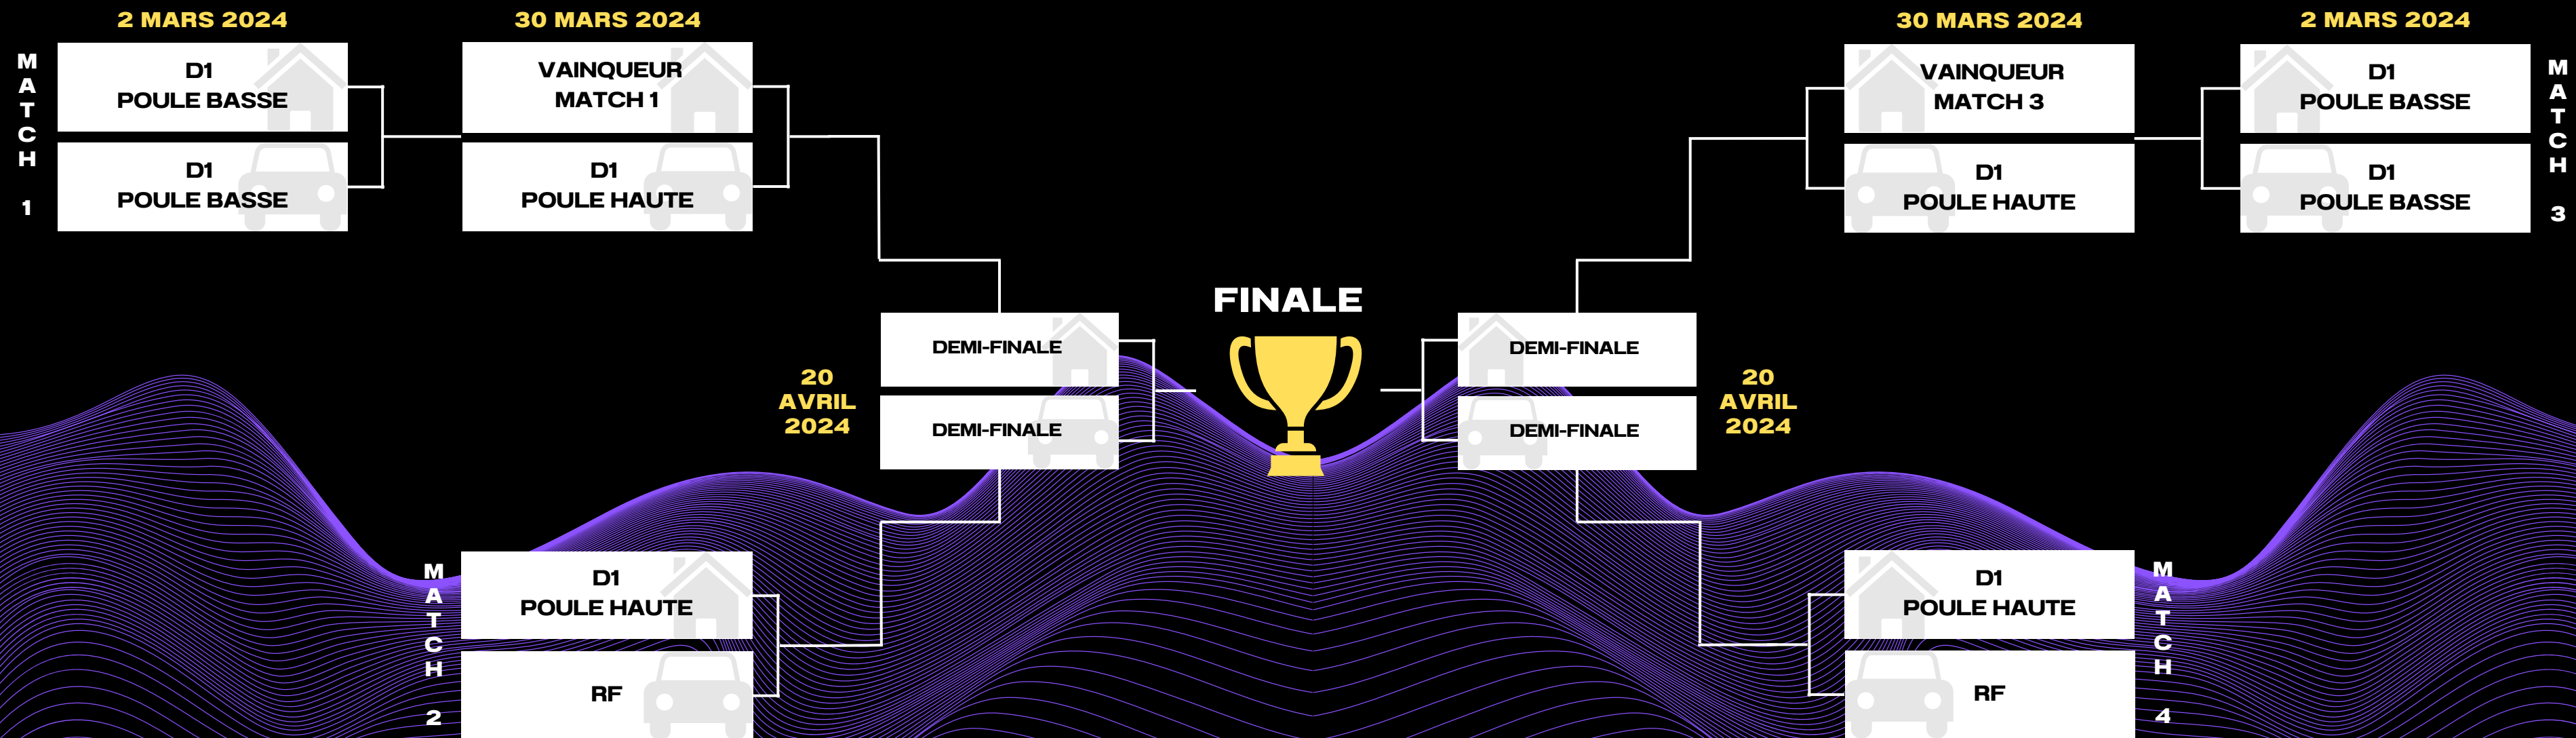 2 MARS 2024
30 MARS 2024
30 MARS 2024
2 MARS 2024
MATCH 1
D1
POULE BASSE
D1
POULE BASSE
VAINQUEUR
MATCH 1
D1
POULE HAUTE
VAINQUEUR
MATCH 3
D1
POULE HAUTE
D1
POULE BASSE
D1
POULE BASSE
MATCH 3
FINALE
20
AVRIL
2024
DEMI-FINALE
DEMI-FINALE
DEMI-FINALE
DEMI-FINALE
20
AVRIL
2024
MATCH 2
D1
POULE HAUTE
RF
D1
POULE HAUTE
RF
MATCH 4